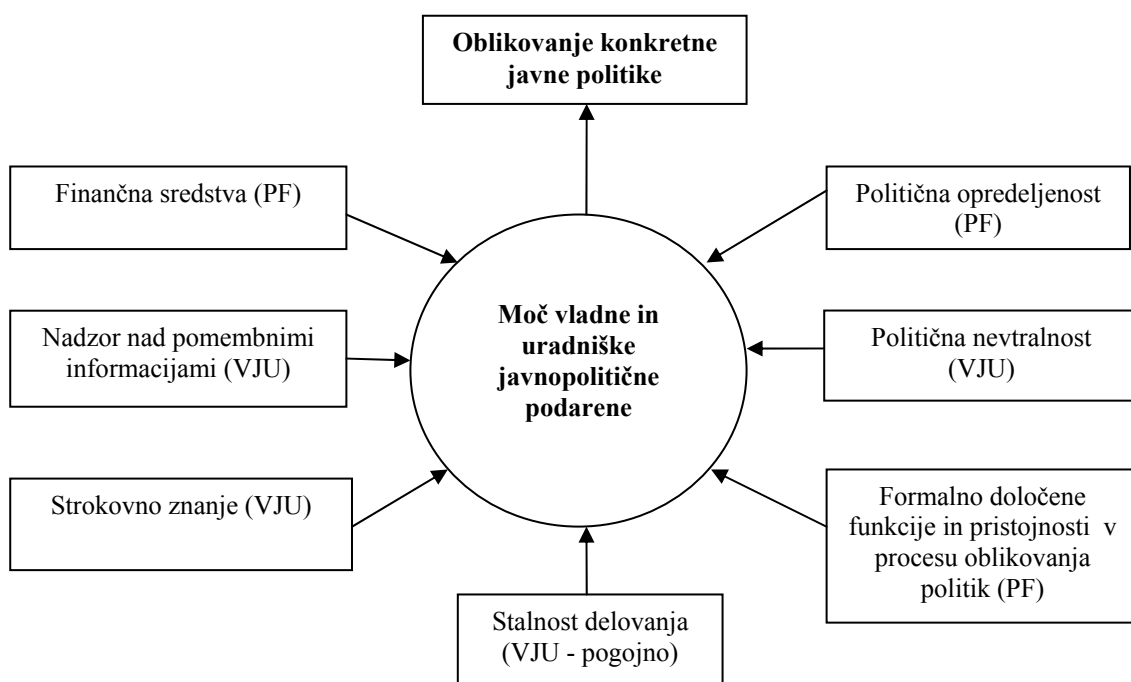 Oblikovanje konkretne
javne politike
Finančna sredstva (PF)
Politična opredeljenost
(PF)
Nadzor nad pomembnimi
informacijami (VJU)
Moč vladne in
uradniške
javnopolitične
podarene
Politična nevtralnost
(VJU)
Strokovno znanje (VJU)
Formalno določene
funkcije in pristojnosti v
procesu oblikovanja
politik (PF)
Stalnost delovanja
(VJU - pogojno)